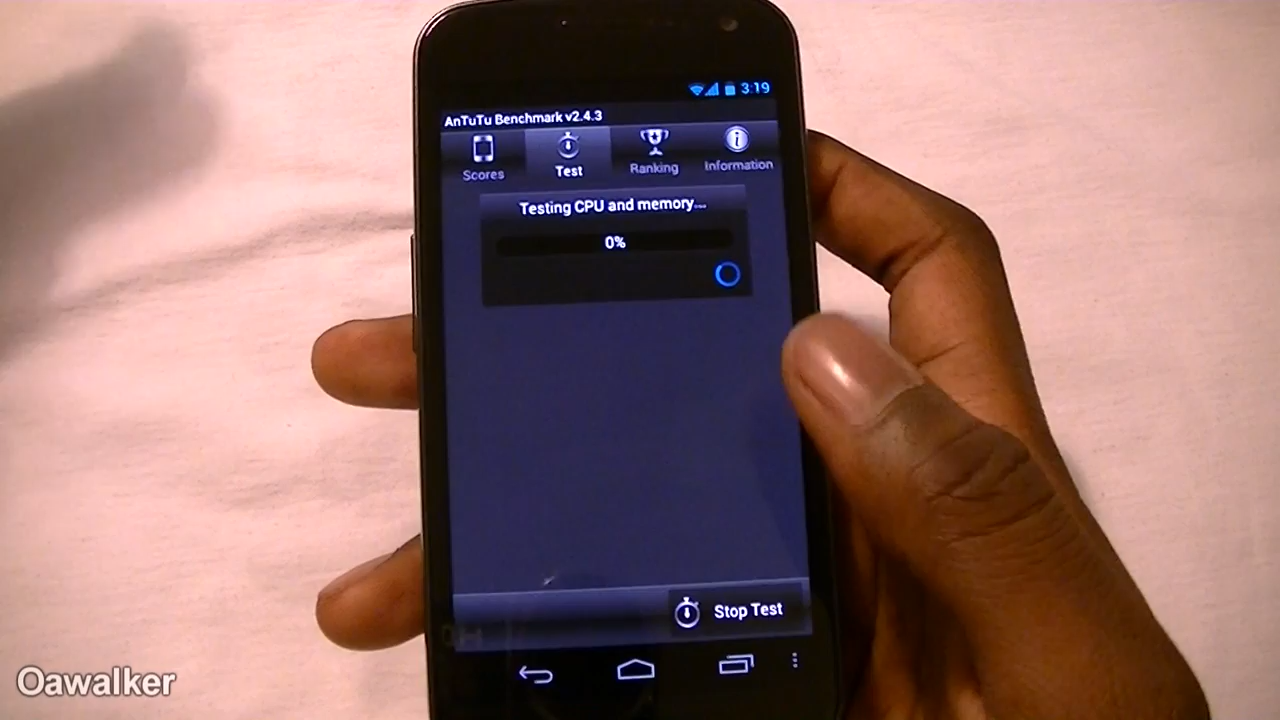 3:19
AnTuTu Benchmark v2.4.3
Scores Test Ranking Information
Testing CPU and memory...
0%
Stop Test
Oawalker